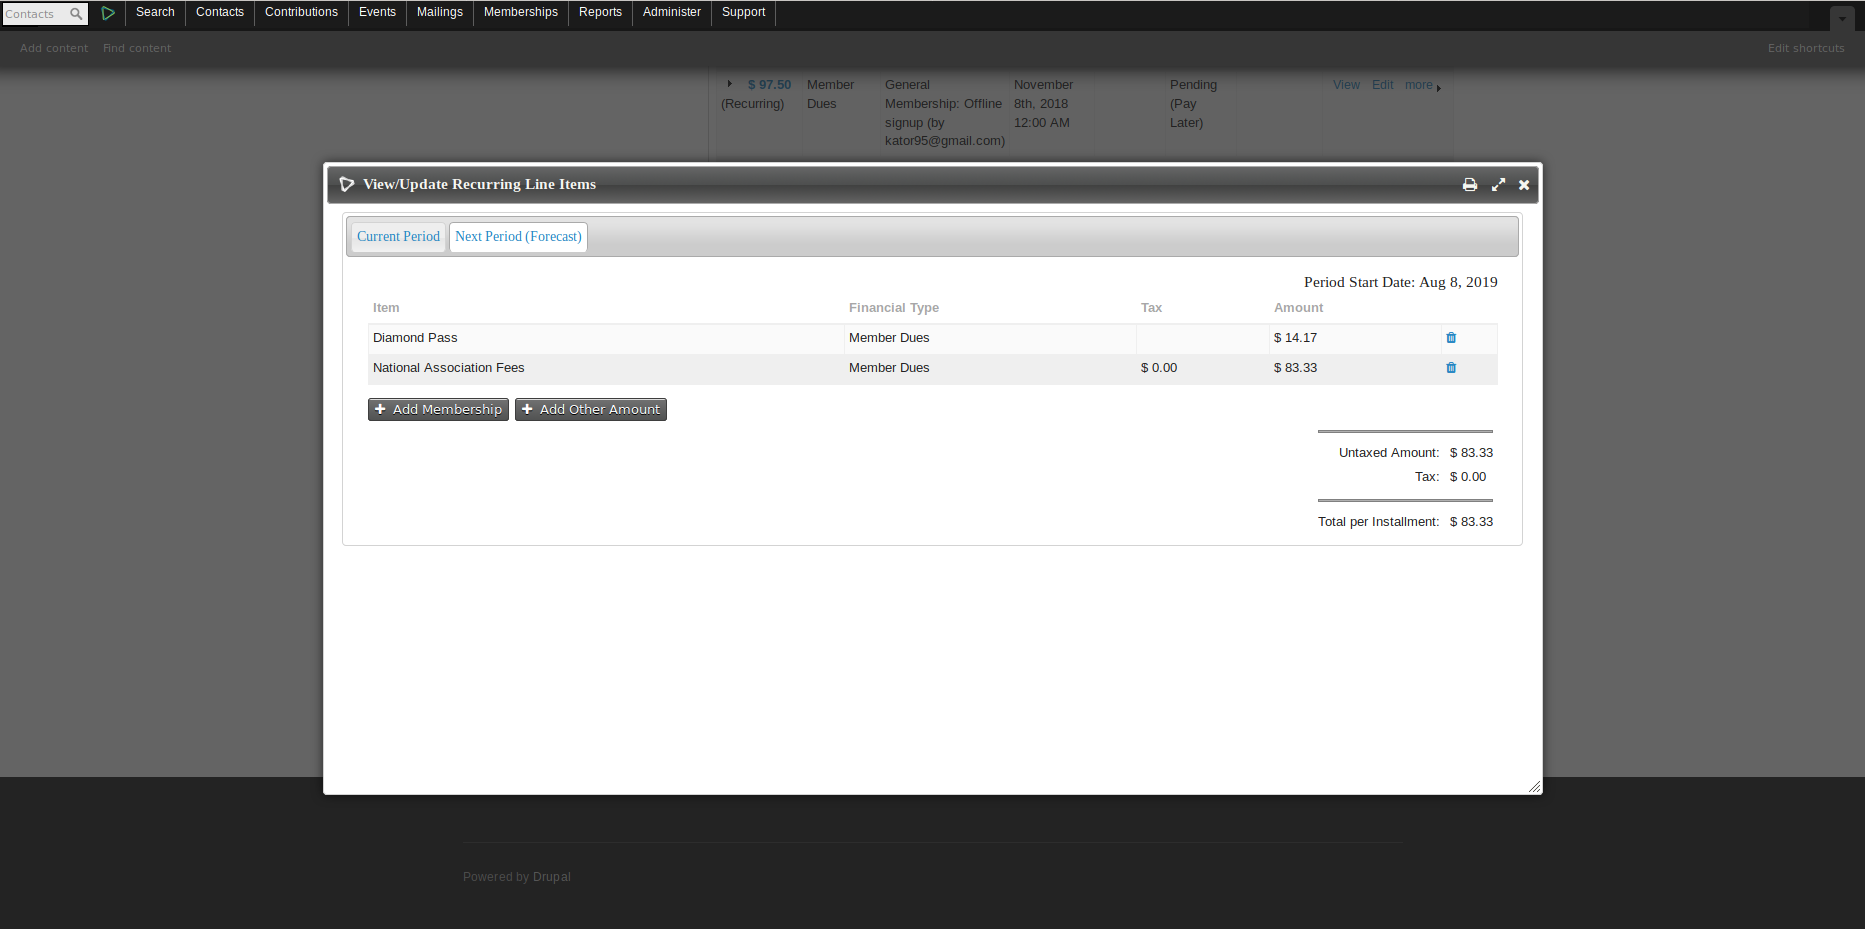 Contacts
Search
Contacts
Contributions
Events
Mailings
Memberships
Reports
Administer
Support
Add content
Find content
Edit shortcuts
$ 97.50
(Recurring)
Member
Dues
General
Membership: Offline
signup (by
kator95@gmail.com)
November
8th, 2018
12:00 AM
Pending
(Pay
Later)
View
Edit
more
View/Update Recurring Line Items
Current Period
Next Period (Forecast)
Period Start Date: Aug 8, 2019
Item
Financial Type
Tax
Amount
Diamond Pass
Member Dues
$ 14.17
National Association Fees
Member Dues
$ 0.00
$ 83.33
Add Membership
Add Other Amount
Untaxed Amount: $ 83.33
Tax: $ 0.00
Total per Installment: $ 83.33
Powered by Drupal